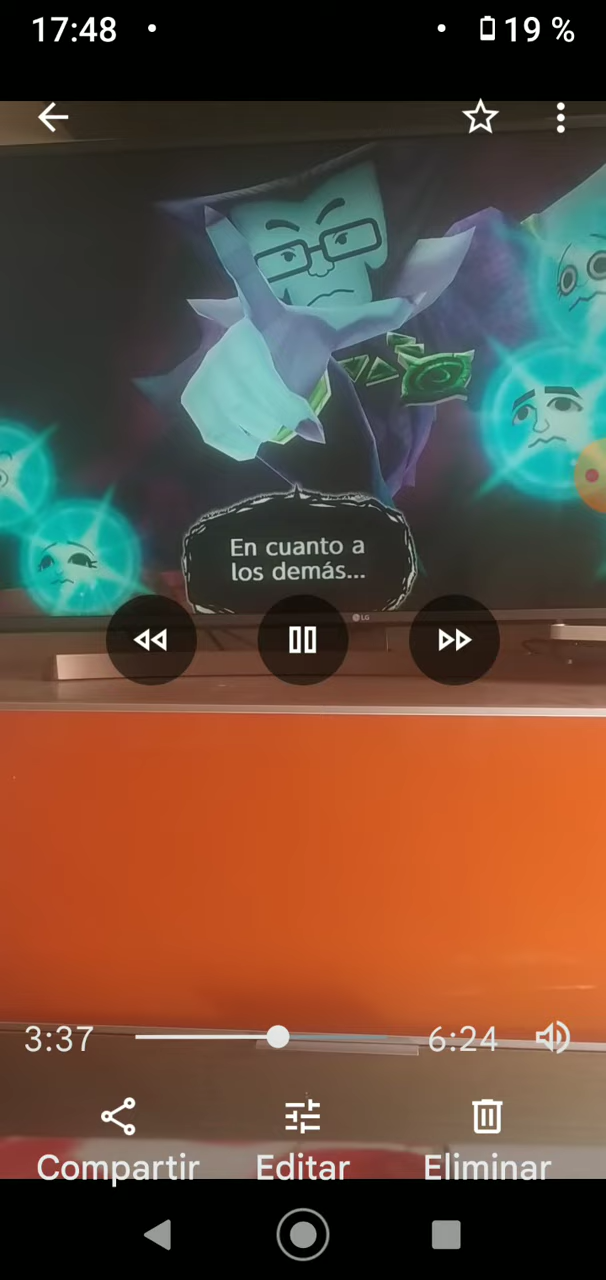 17:48
19 %
En cuanto a
los demás...
LG
3:37
6:24
Compartir
Editar
Eliminar